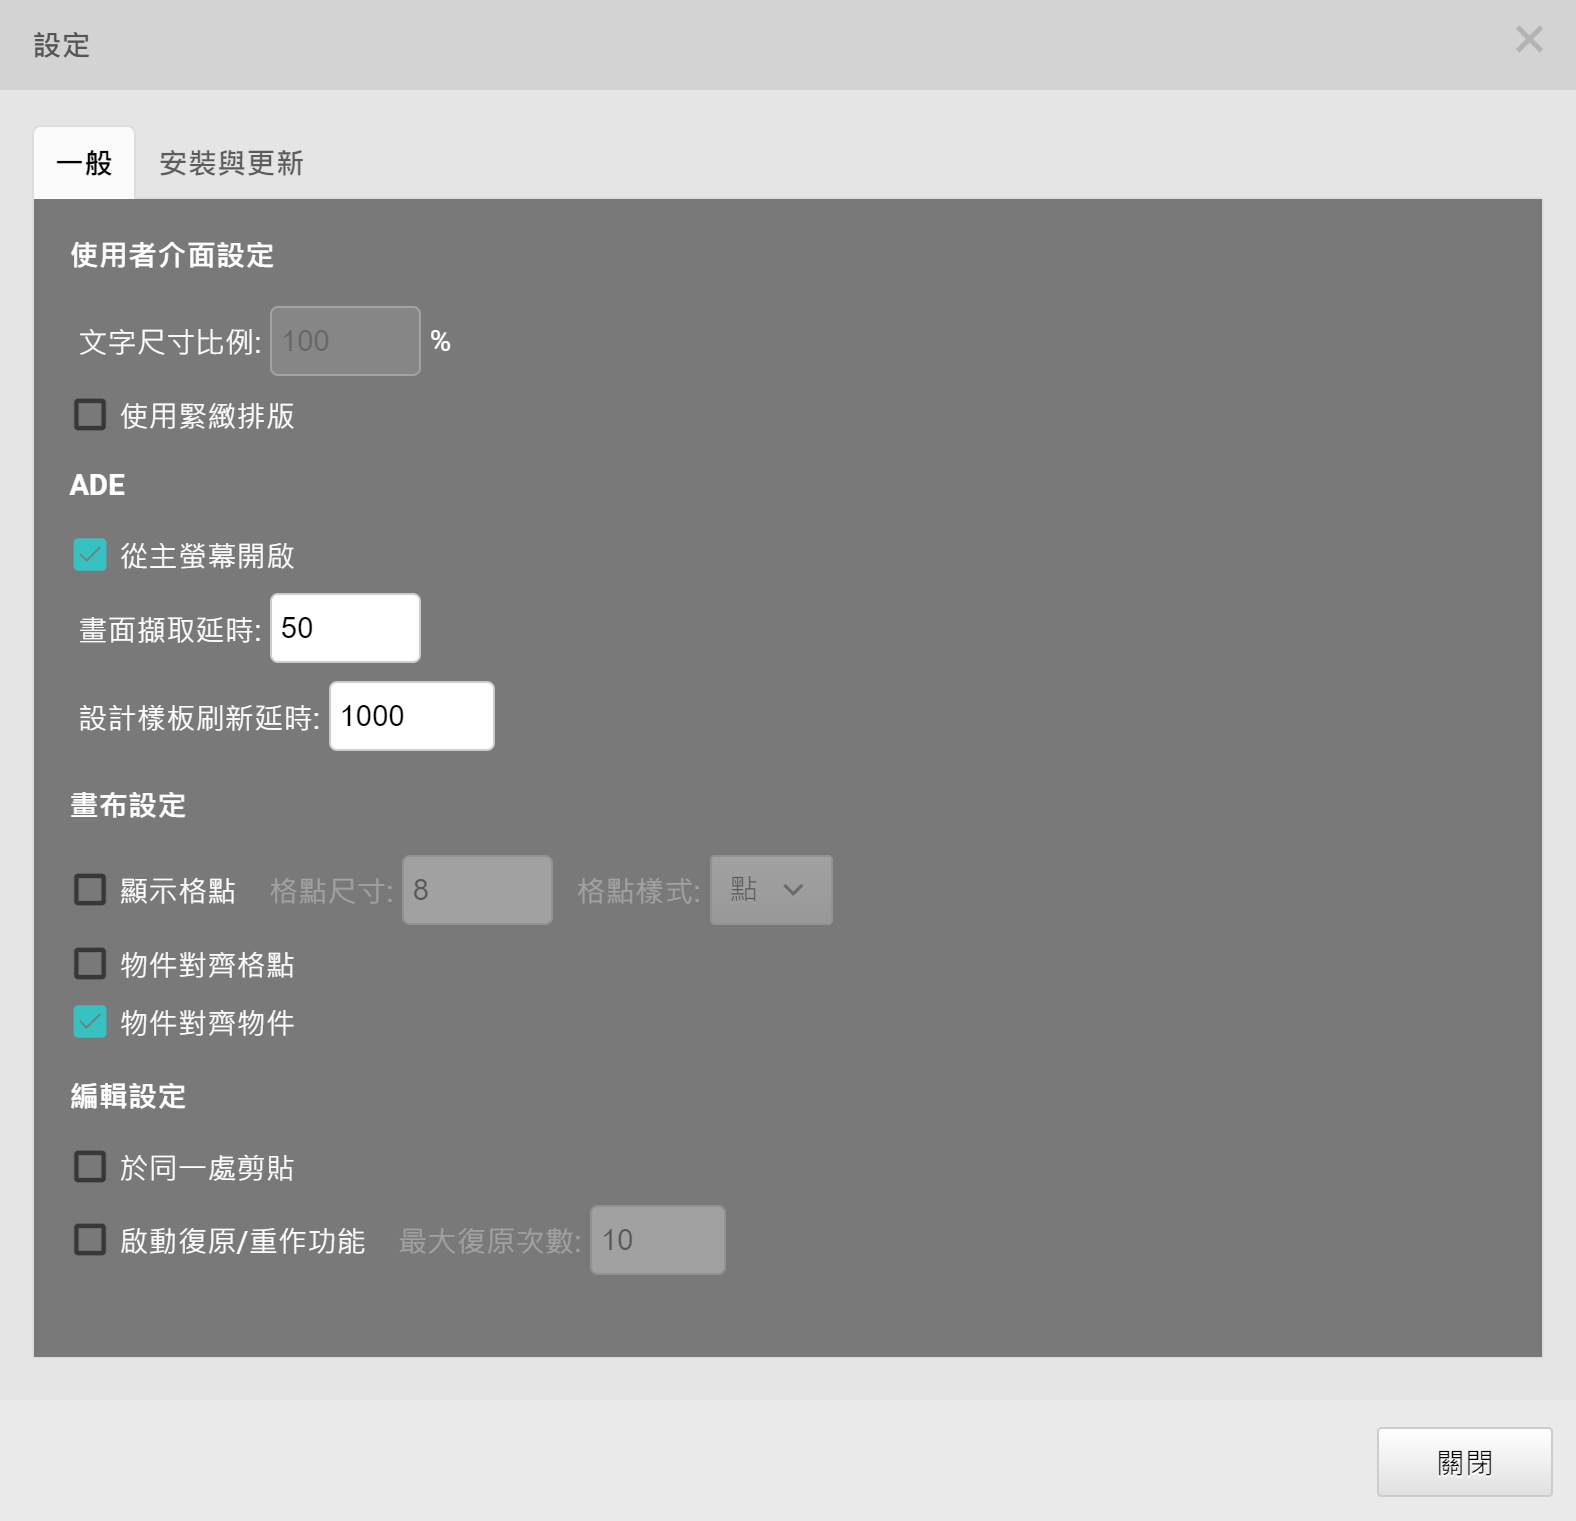 設定
一般 安裝與更新
使用者介面設定
文字尺寸比例: 100 %
使用緊緻排版
ADE
從主螢幕開啟
畫面擷取延時: 50
設計樣板刷新延時: 1000
畫布設定
顯示格點 格點尺寸: 8 格點樣式: 點
物件對齊格點
物件對齊物件
編輯設定
於同一處剪貼
啟動復原/重作功能 最大復原次數: 10
關閉